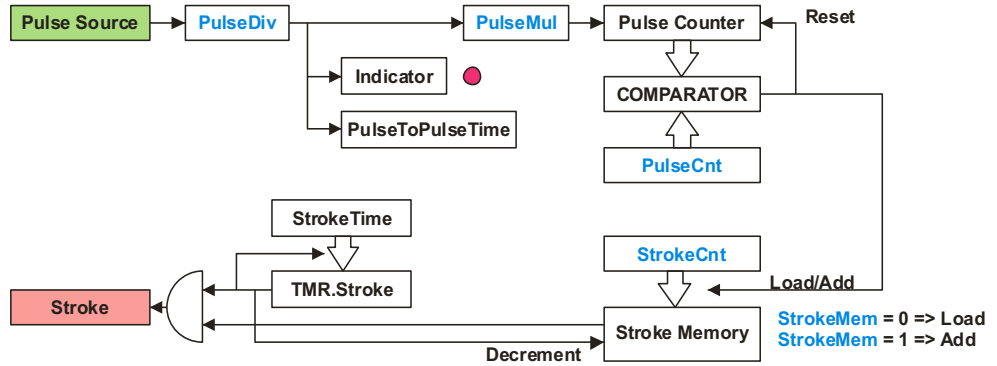 Pulse Source
PulseDiv
PulseMul
Pulse Counter
Reset
Indicator
COMPARATOR
PulseToPulseTime
PulseCnt
StrokeTime
StrokeCnt
TMR.Stroke
Load/Add
Stroke
Stroke Memory
StrokeMem = 0 => Load
StrokeMem = 1 => Add
Decrement